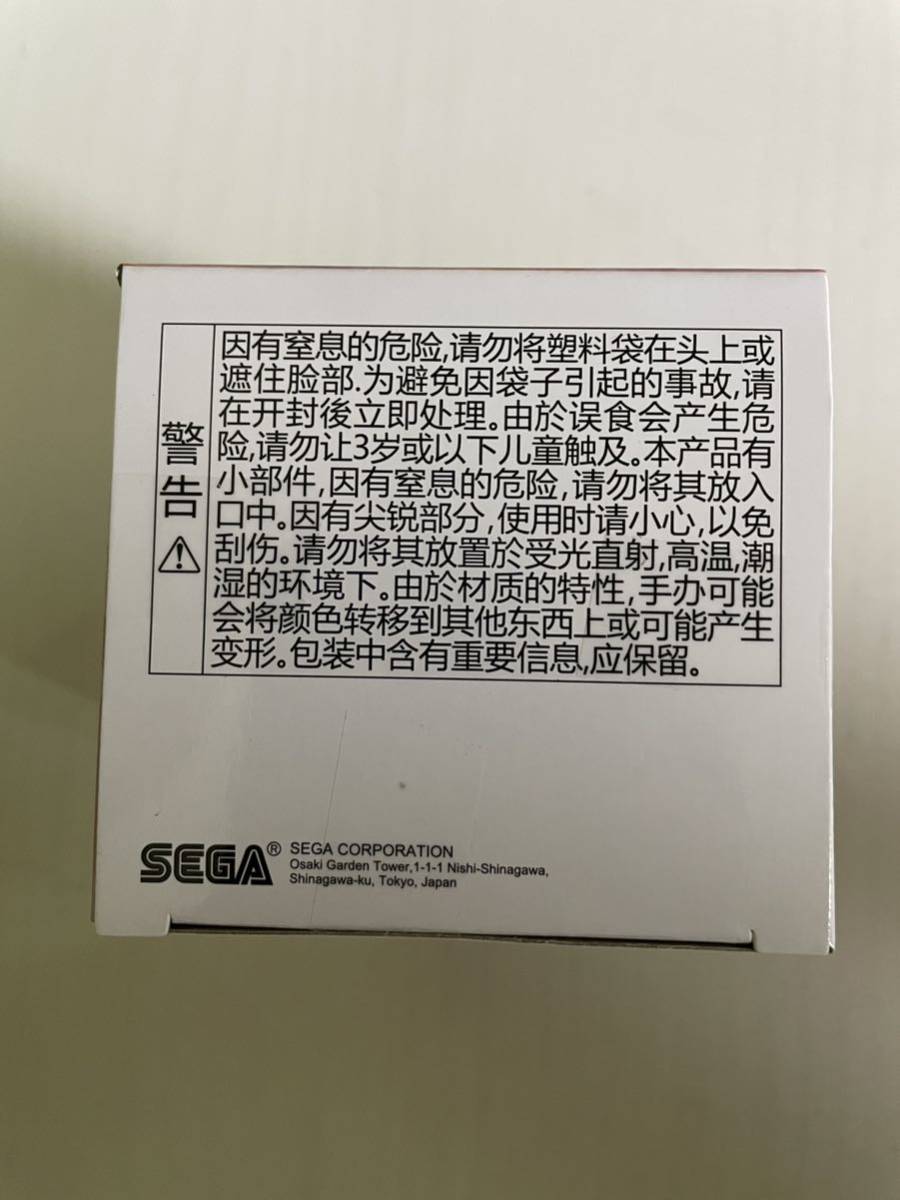 警告
因有窒息的危险,请勿将塑料袋在头上或
遮住脸部.为避免因袋子引起的事故,请
在开封後立即处理。由於误食会产生危
险,请勿让3岁或以下儿童触及。本产品有
小部件,因有窒息的危险,请勿将其放入
口中。因有尖锐部分,使用时请小心,以免
刮伤。请勿将其放置於受光直射,高温,潮
湿的环境下。由於材质的特性,手办可能
会将颜色转移到其他东西上或可能产生
变形。包装中含有重要信息,应保留。
SEGA® SEGA CORPORATION
Osaki Garden Tower,1-1-1 Nishi-Shinagawa,
Shinagawa-ku, Tokyo, Japan